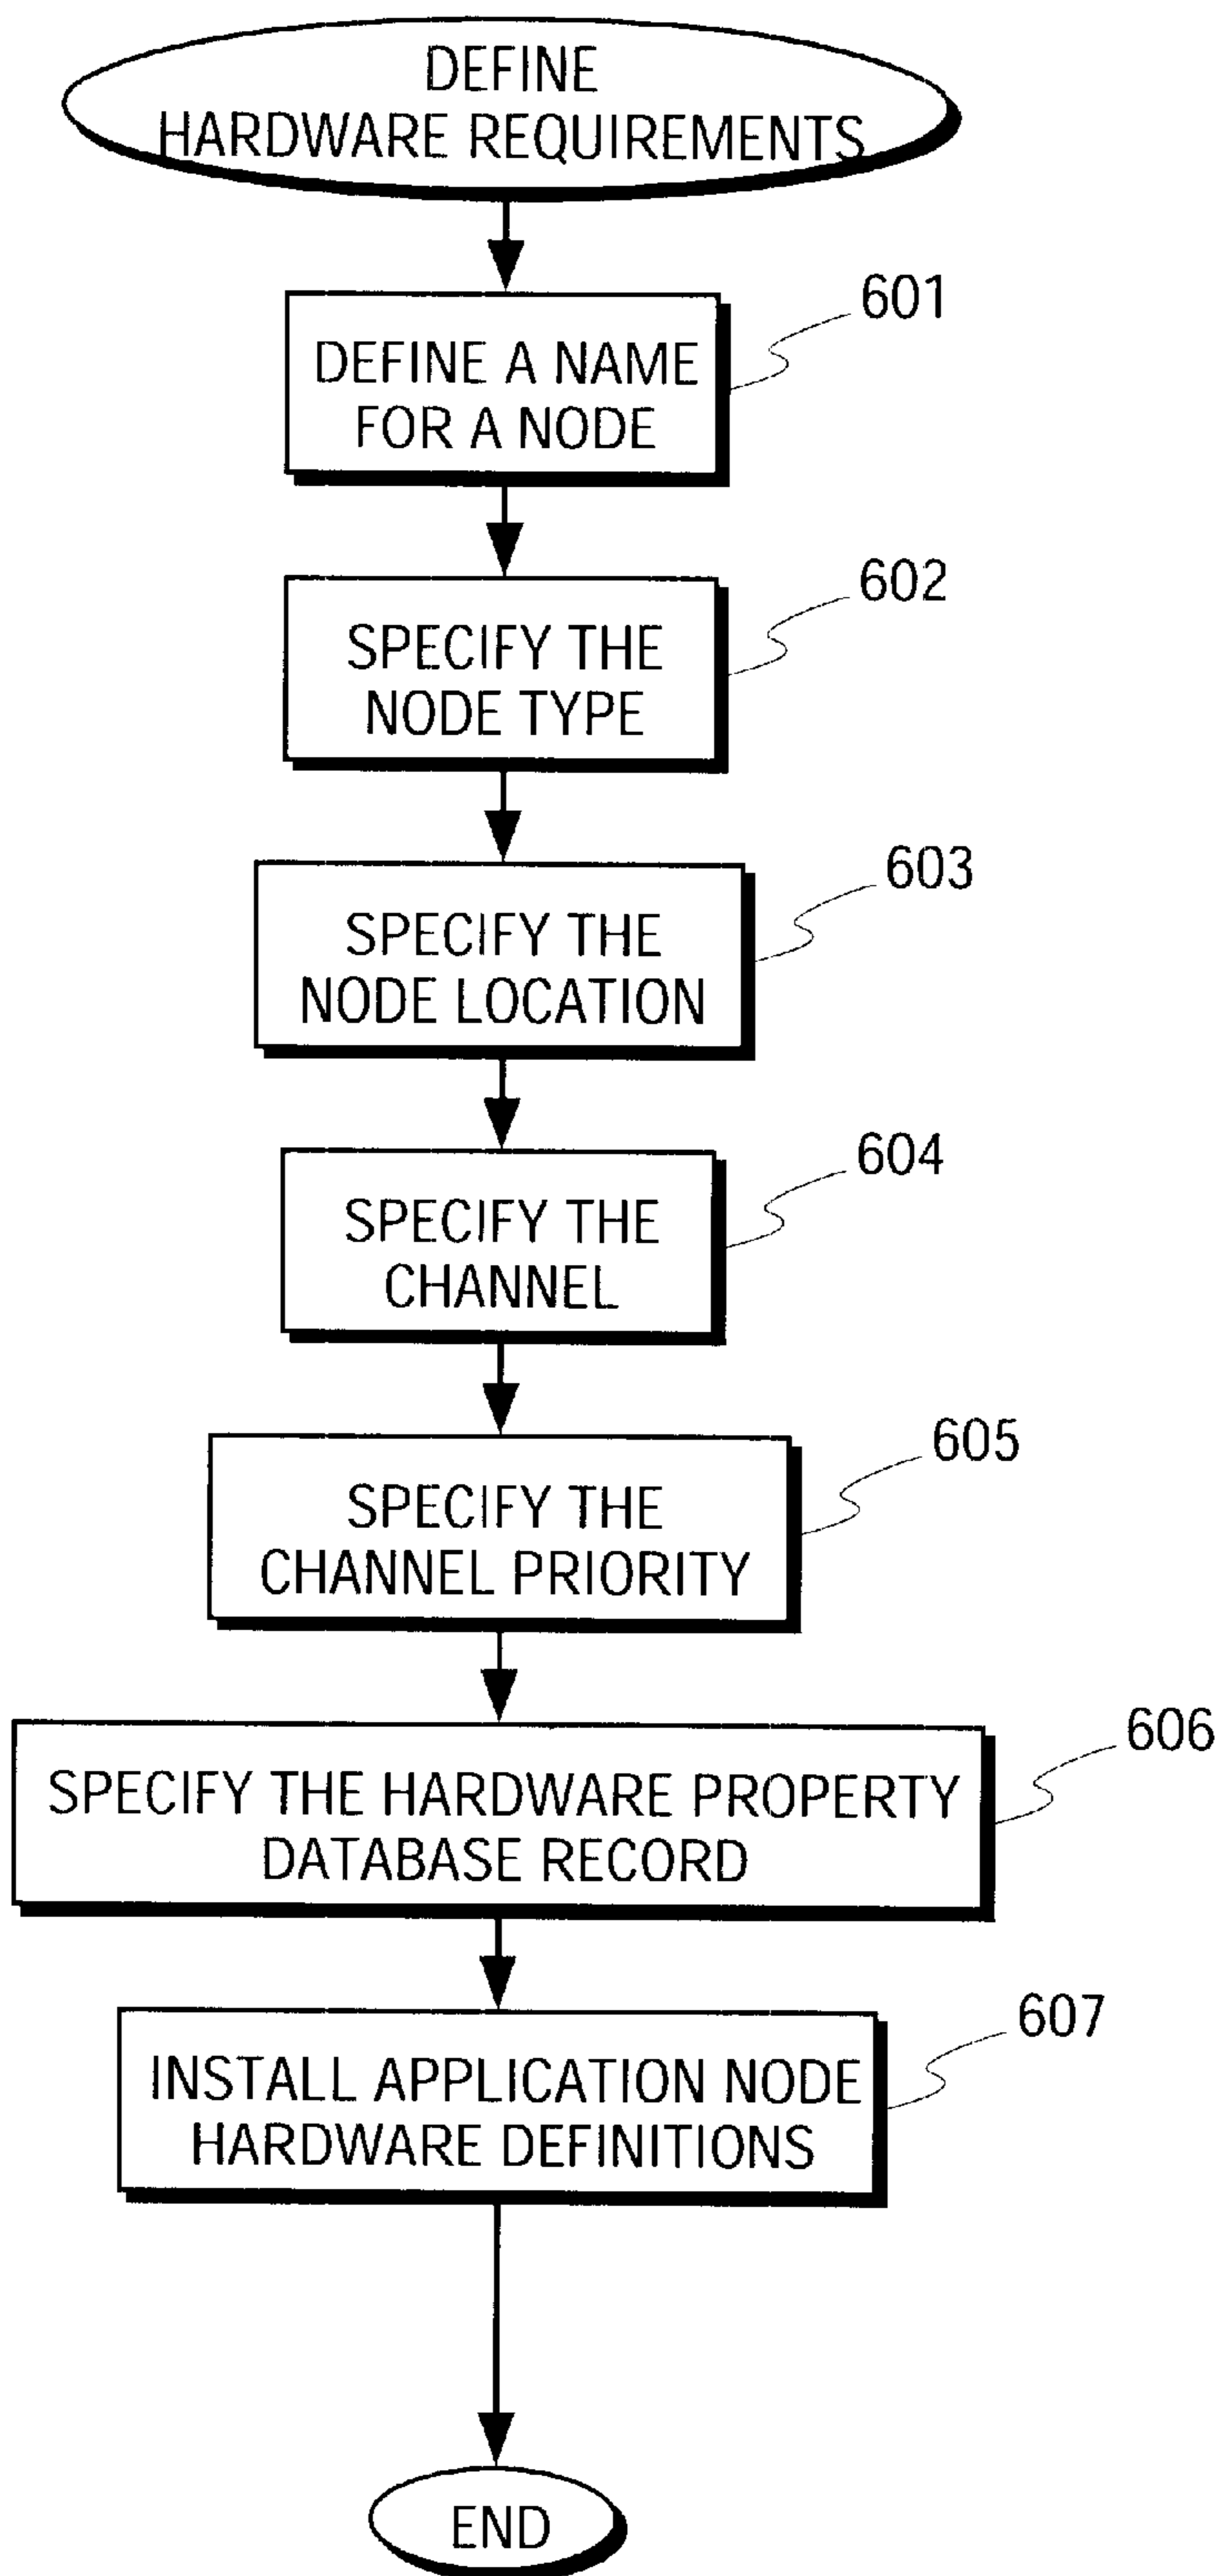 DEFINE
HARDWARE REQUIREMENTS
601
DEFINE A NAME
FOR A NODE
602
SPECIFY THE
NODE TYPE
603
SPECIFY THE
NODE LOCATION
604
SPECIFY THE
CHANNEL
605
SPECIFY THE
CHANNEL PRIORITY
606
SPECIFY THE HARDWARE PROPERTY
DATABASE RECORD
607
INSTALL APPLICATION NODE
HARDWARE DEFINITIONS
END